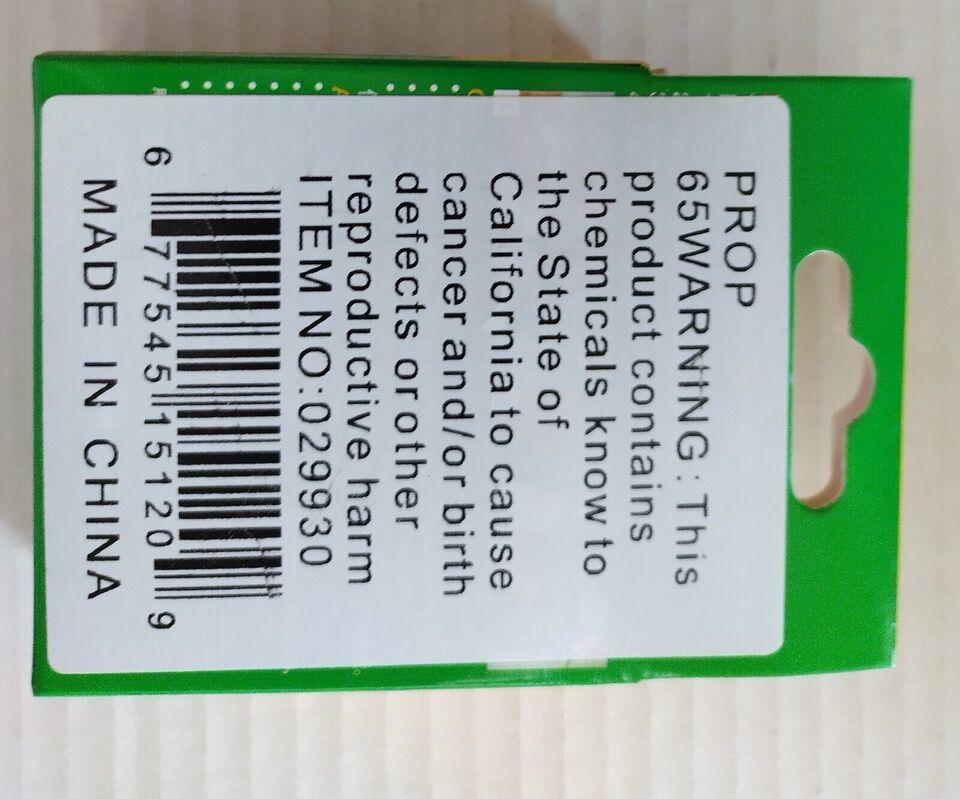 PROP
65WARNING: This
product contains
chemicals know to
the State of
California to cause
cancer and/or birth
defects or other
reproductive harm
ITEM NO:029930
6 77545 15120 9
MADE IN CHINA